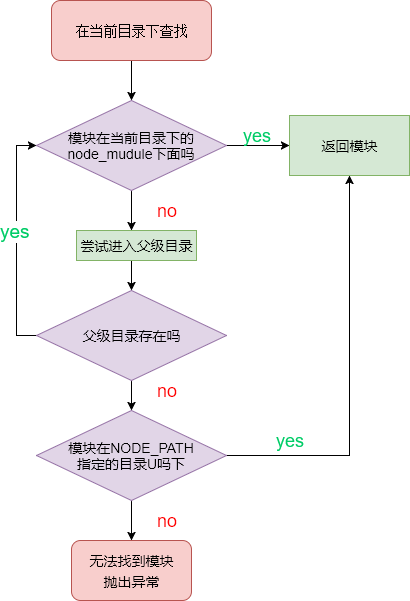 在当前目录下查找
模块在当前目录下的
node_mudule下面吗
yes
返回模块
no
yes
尝试进入父级目录
父级目录存在吗
no
模块在NODE_PATH
指定的目录U吗下
yes
no
无法找到模块
抛出异常